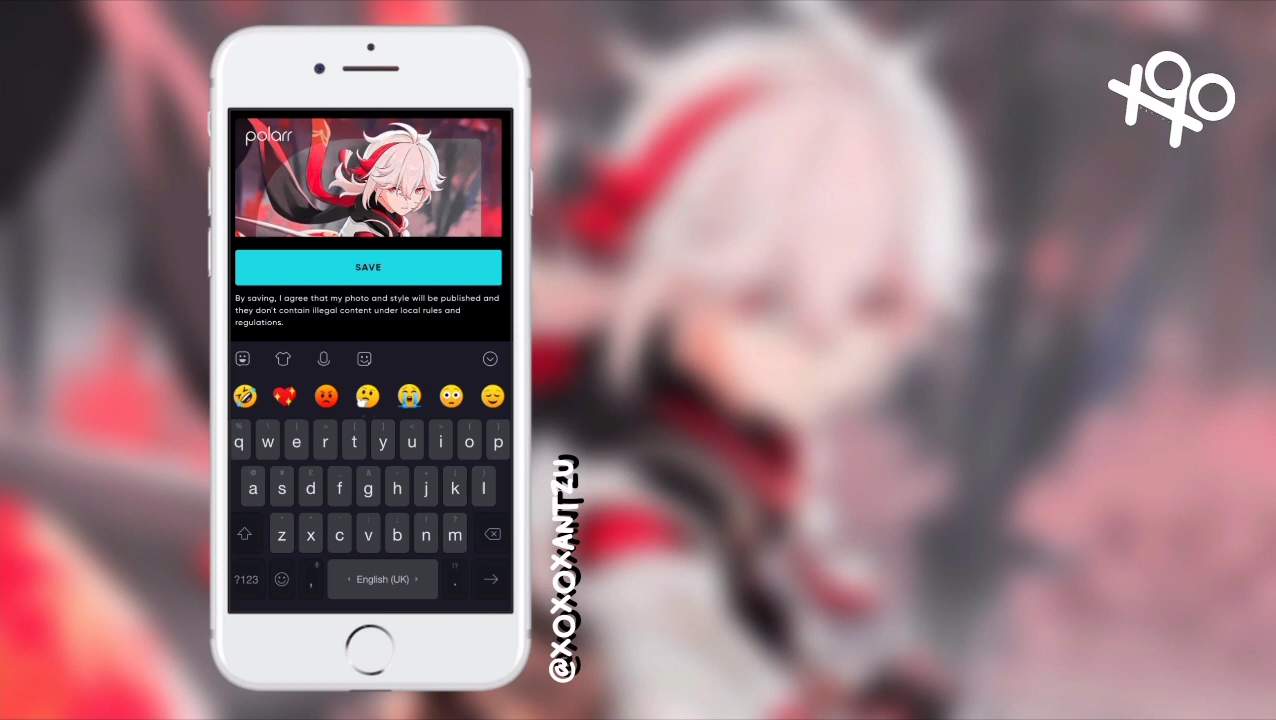 polarr
SAVE
By saving, I agree that my photo and style will be published and
they don't contain illegal content under local rules and
regulations.
q w e r t y u i o p
a s d f g h j k l
z x c v b n m
?123 , English (UK) .
@XOXOXANTZU
XOXO